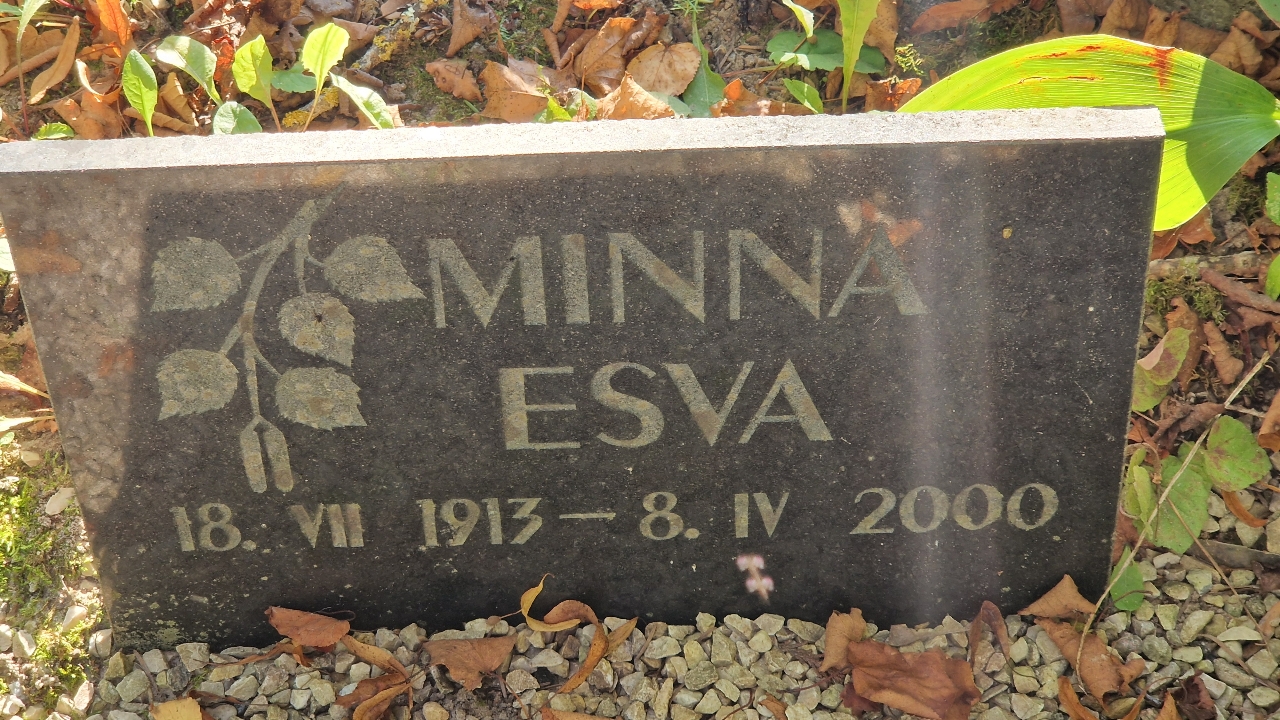 MINNA
ESVA
18. VII 1913 – 8. IV 2000